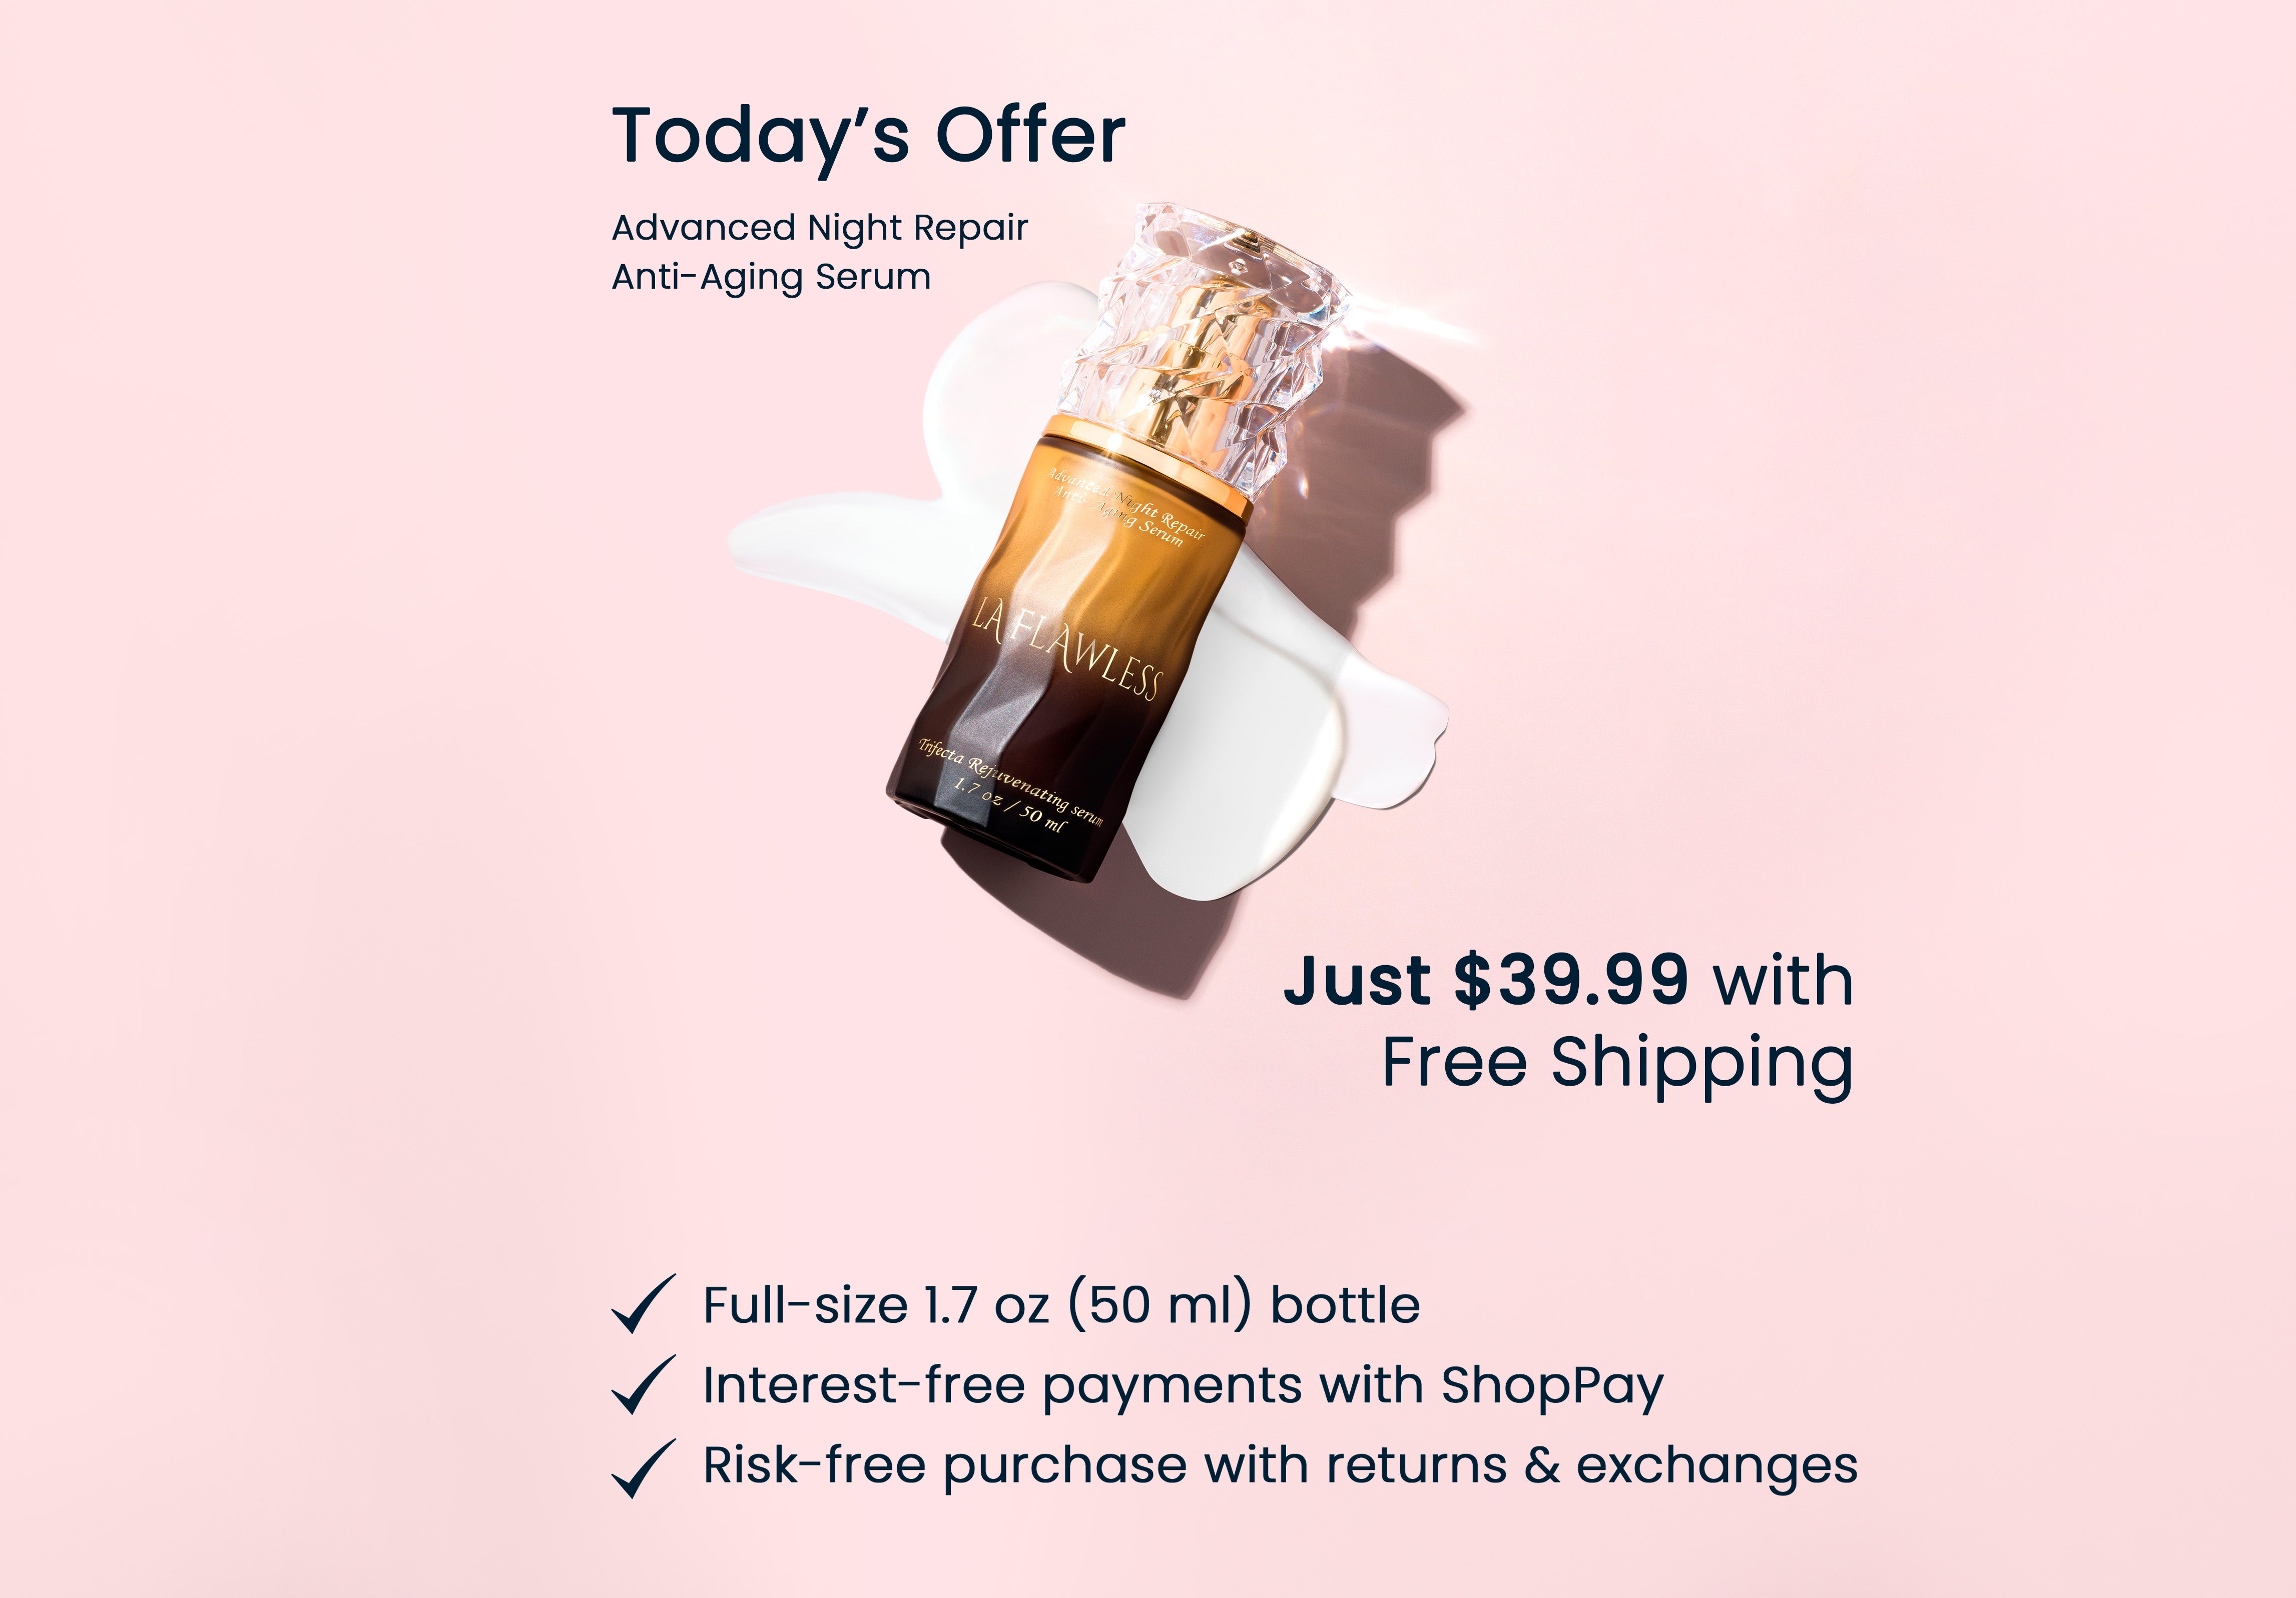 Today's Offer
Advanced Night Repair
Anti-Aging Serum
Advanced Night Repair
Anti-Aging Serum
LA FLAWLESS
Trifecta Rejuvenating serum
1.7 oz / 50 ml
Just $39.99 with
Free Shipping
Full-size 1.7 oz (50 ml) bottle
Interest-free payments with ShopPay
Risk-free purchase with returns & exchanges